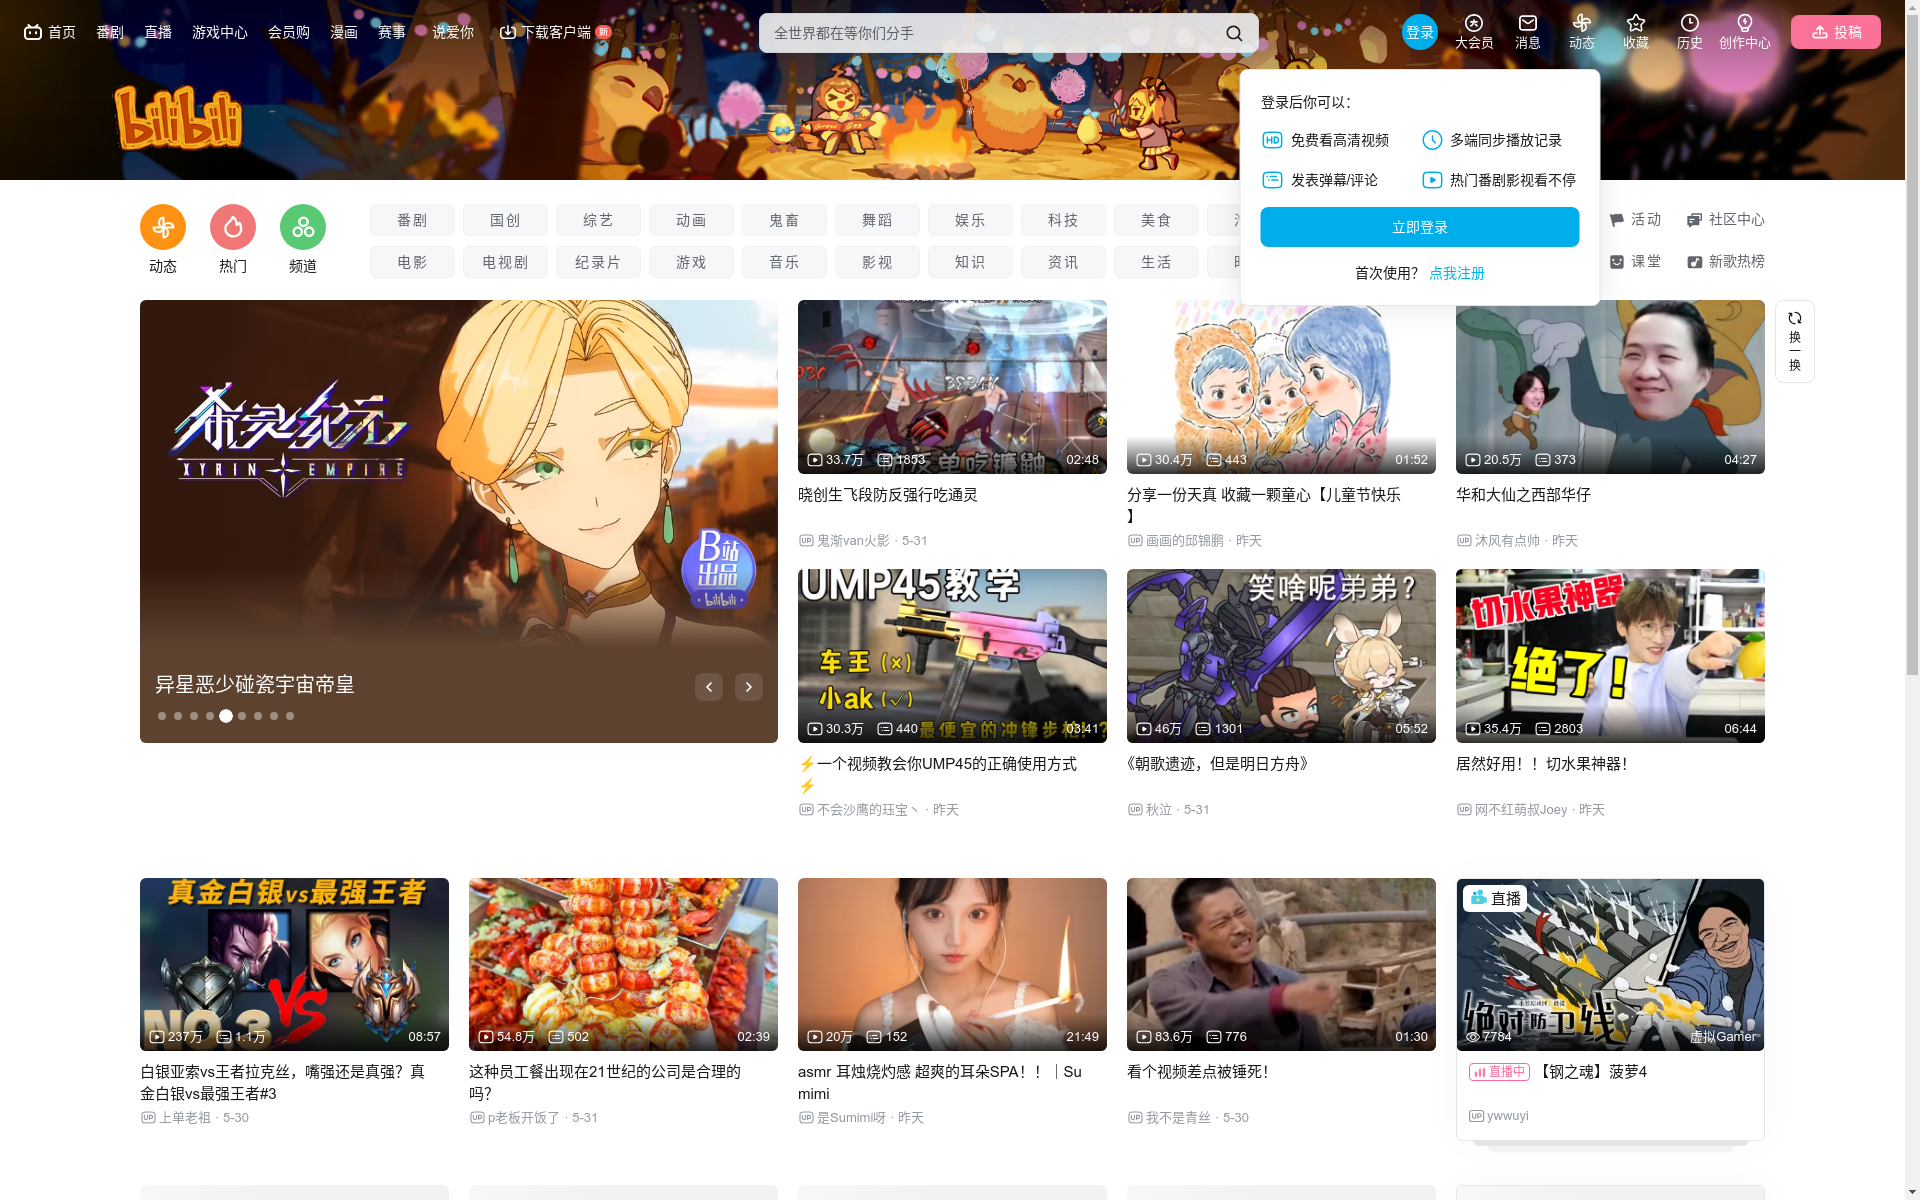 首页 番剧 直播 游戏中心 会员购 漫画 赛事 说爱你 下载客户端 新
全世界都在等你们分手
登录 大会员 消息 动态 收藏 历史 创作中心 投稿
bilibili
登录后你可以：
免费看高清视频 多端同步播放记录
发表弹幕/评论 热门番剧影视看不停
立即登录
首次使用？ 点我注册
动态 热门 频道
番剧 国创 综艺 动画 鬼畜 舞蹈 娱乐 科技 美食
电影 电视剧 纪录片 游戏 音乐 影视 知识 资讯 生活
活动 社区中心
课堂 新歌热榜
换一换
希灵纪元
XYRIN EMPIRE
B站出品
bilibili
异星恶少碰瓷宇宙帝皇
33.7万 1853 02:48
晓创生飞段防反强行吃通灵
鬼渐van火影 · 5-31
30.4万 443 01:52
分享一份天真 收藏一颗童心【儿童节快乐
】
画画的邱锦鹏 · 昨天
20.5万 373 04:27
华和大仙之西部华仔
沐风有点帅 · 昨天
UMP45教学
车王(×)
小ak(✓)
最便宜的冲锋步枪!?
30.3万 440 03:41
⚡一个视频教会你UMP45的正确使用方式
⚡
不会沙鹰的珏宝丶 · 昨天
笑啥呢弟弟？
46万 1301 05:52
《朝歌遗迹，但是明日方舟》
秋泣 · 5-31
切水果神器
绝了！
35.4万 2803 06:44
居然好用！！切水果神器！
网不红萌叔Joey · 昨天
真金白银vs最强王者
VS
NO.3
237万 1.1万 08:57
白银亚索vs王者拉克丝，嘴强还是真强？真
金白银vs最强王者#3
上单老祖 · 5-30
54.8万 502 02:39
这种员工餐出现在21世纪的公司是合理的
吗？
p老板开饭了 · 5-31
20万 152 21:49
asmr 耳烛烧灼感 超爽的耳朵SPA！！｜Su
mimi
是Sumimi呀 · 昨天
83.6万 776 01:30
看个视频差点被锤死！
我不是青丝 · 5-30
直播
绝对防卫线
7784 虚拟Gamer
直播中 【钢之魂】菠萝4
ywwuyi